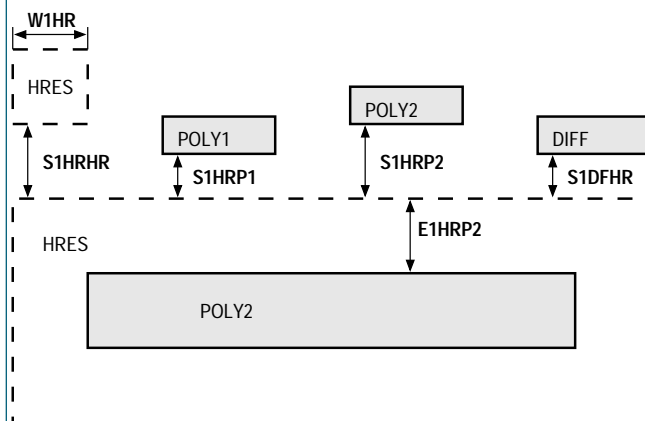 W1HR
HRES
POLY1
POLY2
DIFF
S1HRHR
S1HRP1
S1HRP2
S1DFHR
HRES
E1HRP2
POLY2